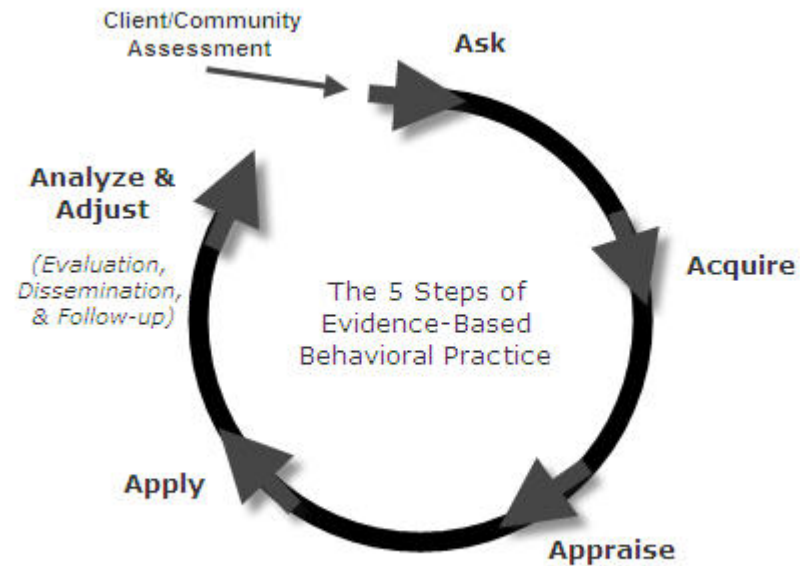 Client/Community
Assessment
Ask
Acquire
Appraise
Apply
Analyze &
Adjust
(Evaluation,
Dissemination,
& Follow-up)
The 5 Steps of
Evidence-Based
Behavioral Practice